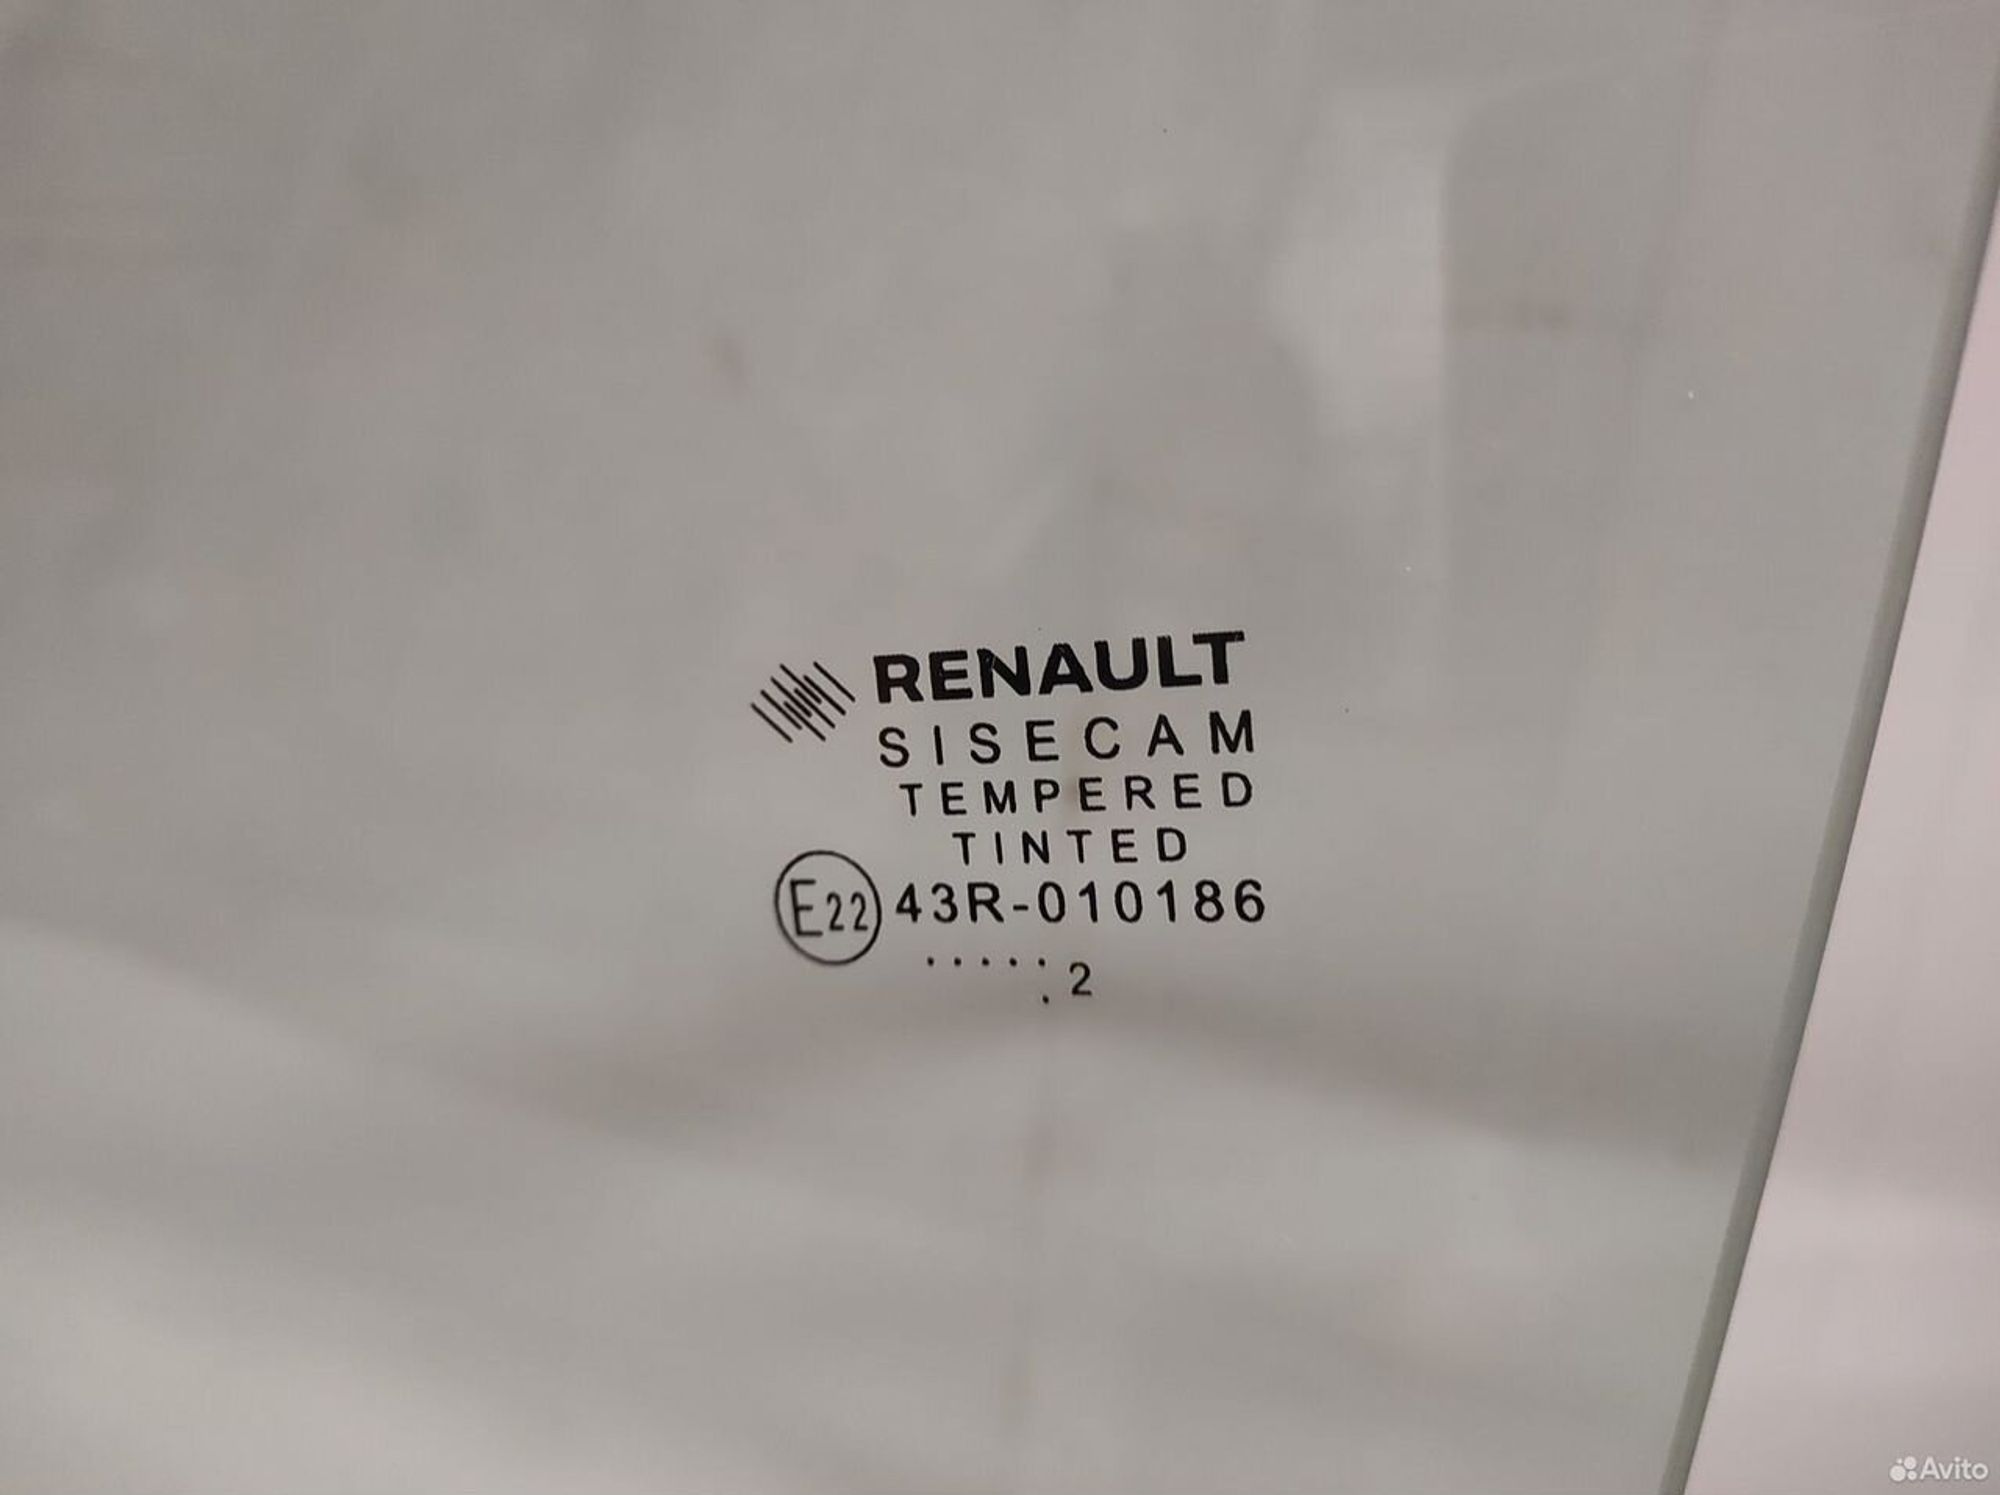 RENAULT
SISECAM
TEMPERED
TINTED
E22 43R-010186
.....
. 2
Avito